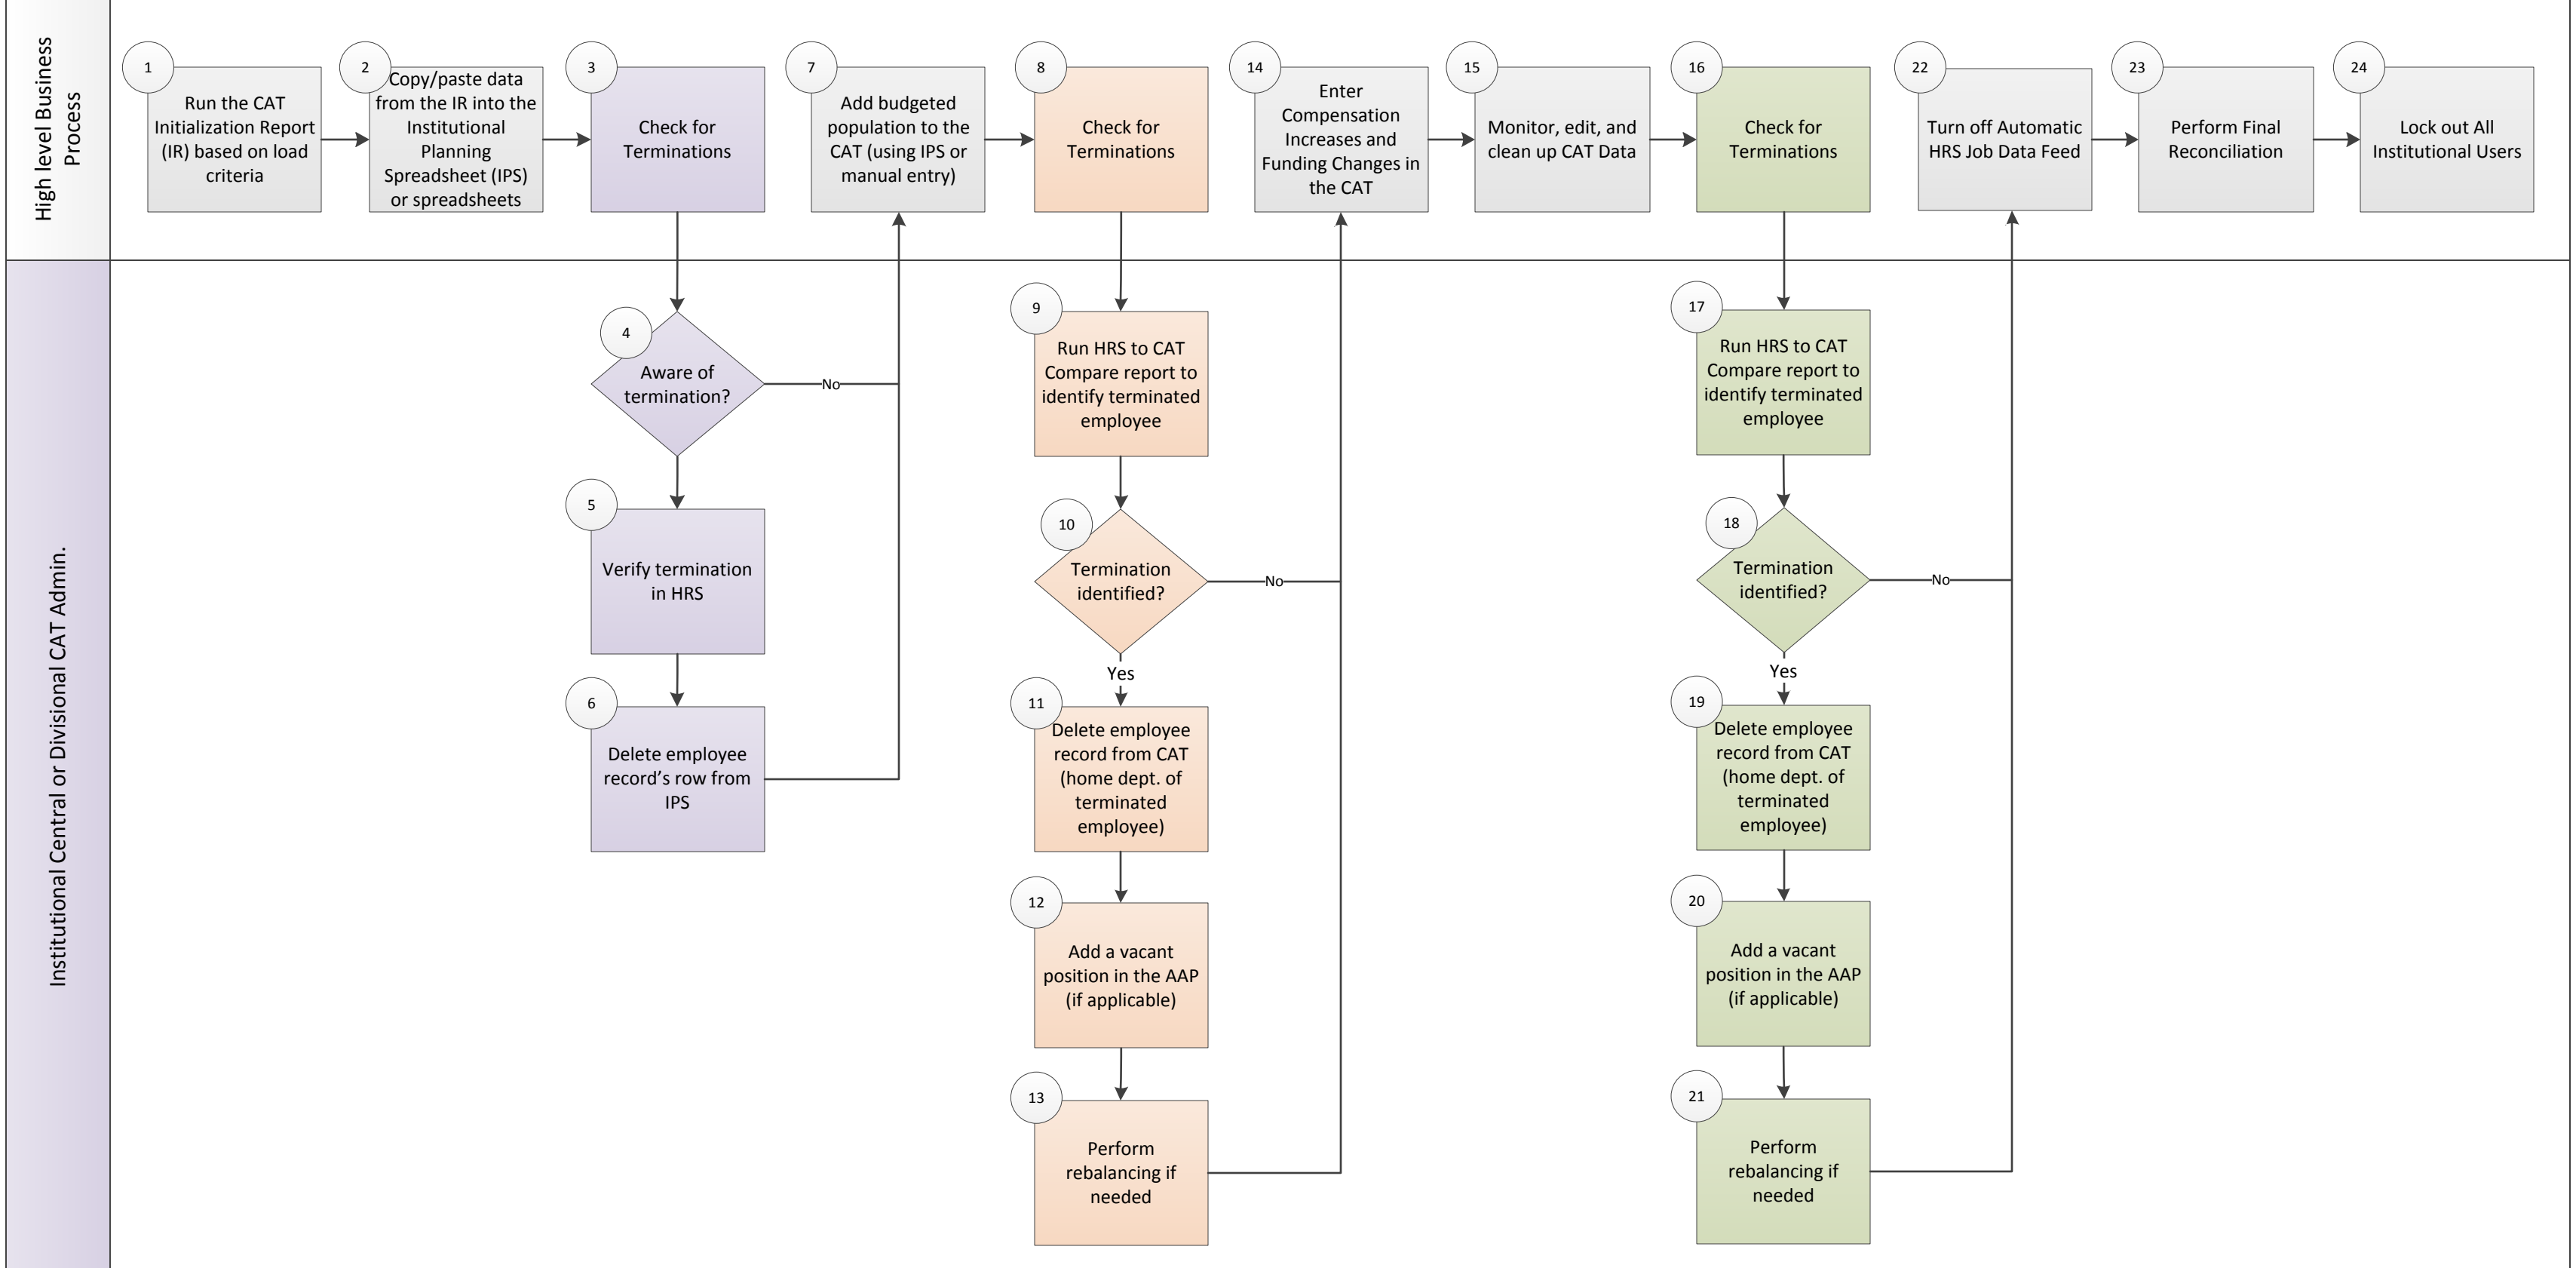 High level Business
Process
1
Run the CAT
Initialization Report
(IR) based on load
criteria
2
Copy/paste data
from the IR into the
Institutional
Planning
Spreadsheet (IPS)
or spreadsheets
3
Check for
Terminations
7
Add budgeted
population to the
CAT (using IPS or
manual entry)
8
Check for
Terminations
14
Enter
Compensation
Increases and
Funding Changes in
the CAT
15
Monitor, edit, and
clean up CAT Data
16
Check for
Terminations
22
Turn off Automatic
HRS Job Data Feed
23
Perform Final
Reconciliation
24
Lock out All
Institutional Users
Institutional Central or Divisional CAT Admin.
4
Aware of
termination?
No
5
Verify termination
in HRS
6
Delete employee
record’s row from
IPS
9
Run HRS to CAT
Compare report to
identify terminated
employee
10
Termination
identified?
No
Yes
11
Delete employee
record from CAT
(home dept. of
terminated
employee)
12
Add a vacant
position in the AAP
(if applicable)
13
Perform
rebalancing if
needed
17
Run HRS to CAT
Compare report to
identify terminated
employee
18
Termination
identified?
No
Yes
19
Delete employee
record from CAT
(home dept. of
terminated
employee)
20
Add a vacant
position in the AAP
(if applicable)
21
Perform
rebalancing if
needed